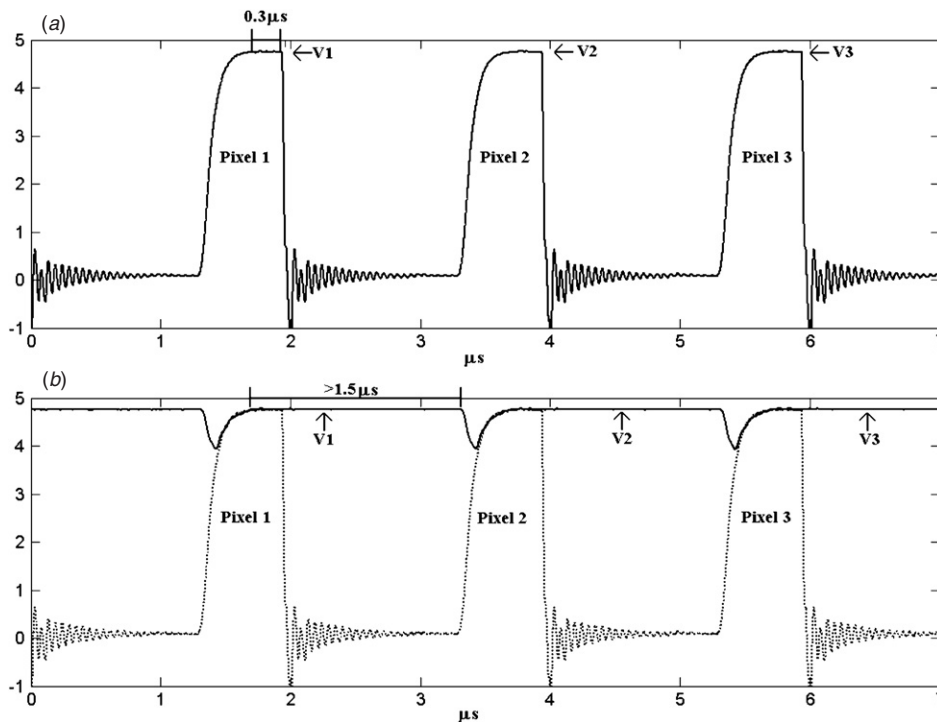 (a)
0.3µs
5
4
3
2
1
0
-1
←V1
←V2
←V3
Pixel 1
Pixel 2
Pixel 3
0 1 2 3 4 5 6 7
µs
(b)
>1.5µs
5
4
3
2
1
0
-1
↑ ↑ ↑
V1 V2 V3
Pixel 1 Pixel 2 Pixel 3
0 1 2 3 4 5 6 7
µs